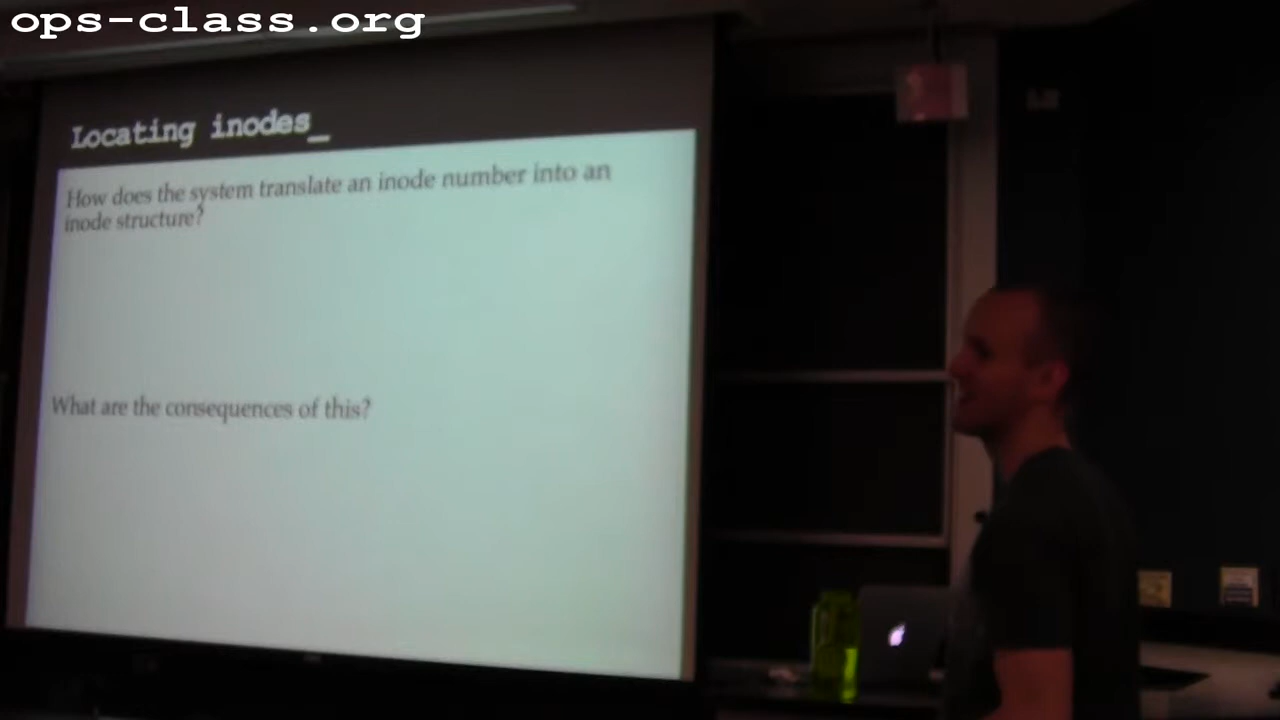 ops-class.org
Locating inodes_
How does the system translate an inode number into an
inode structure?
What are the consequences of this?